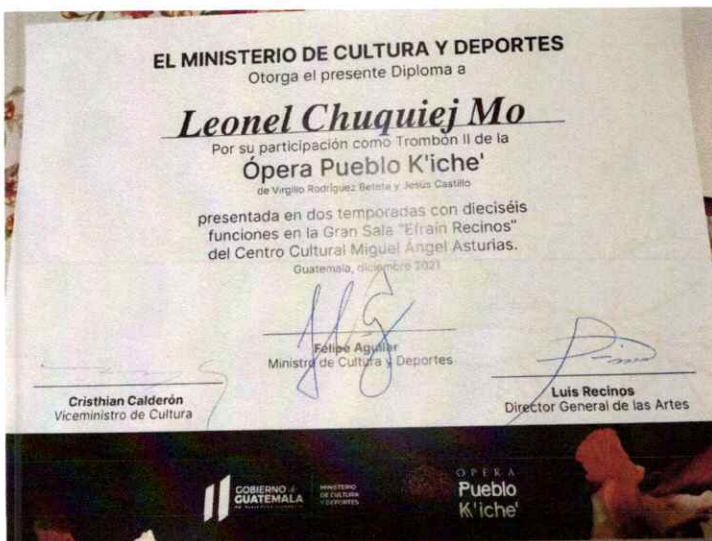 EL MINISTERIO DE CULTURA Y DEPORTES
Otorga el presente Diploma a
Leonel Chuquiej Mo
Por su participación como Trombón II de la
Ópera Pueblo K'iche'
de Virgilio Rodríguez Beteta y Jesús Castillo
presentada en dos temporadas con dieciséis
funciones en la Gran Sala "Efraín Recinos"
del Centro Cultural Miguel Ángel Asturias.
Guatemala, diciembre 2021
Felipe Aguilar
Ministro de Cultura y Deportes
Cristhian Calderón
Viceministro de Cultura
Luis Recinos
Director General de las Artes
GOBIERNO de
GUATEMALA
MINISTERIO
DE CULTURA
Y DEPORTES
OPERA
Pueblo
K'iche'